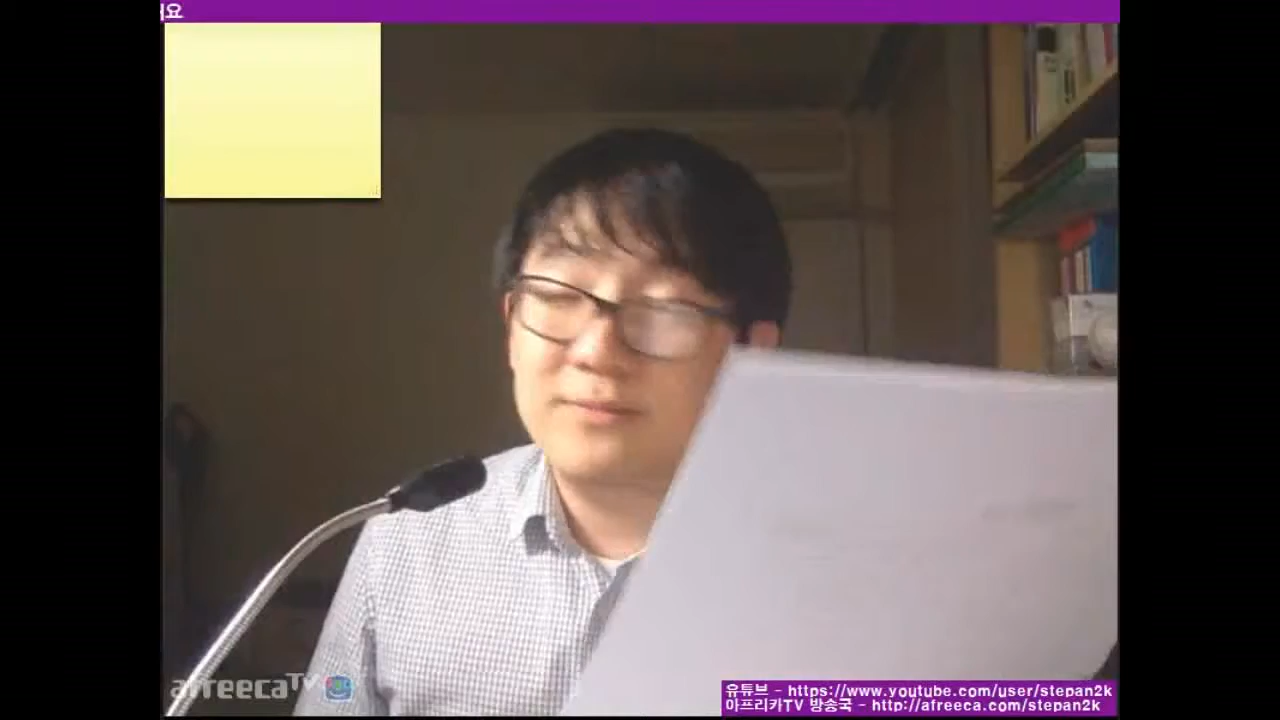 요
afreecaTV
유튜브 - https://www.youtube.com/user/stepan2k
아프리카TV 방송국 - http://afreeca.com/stepan2k